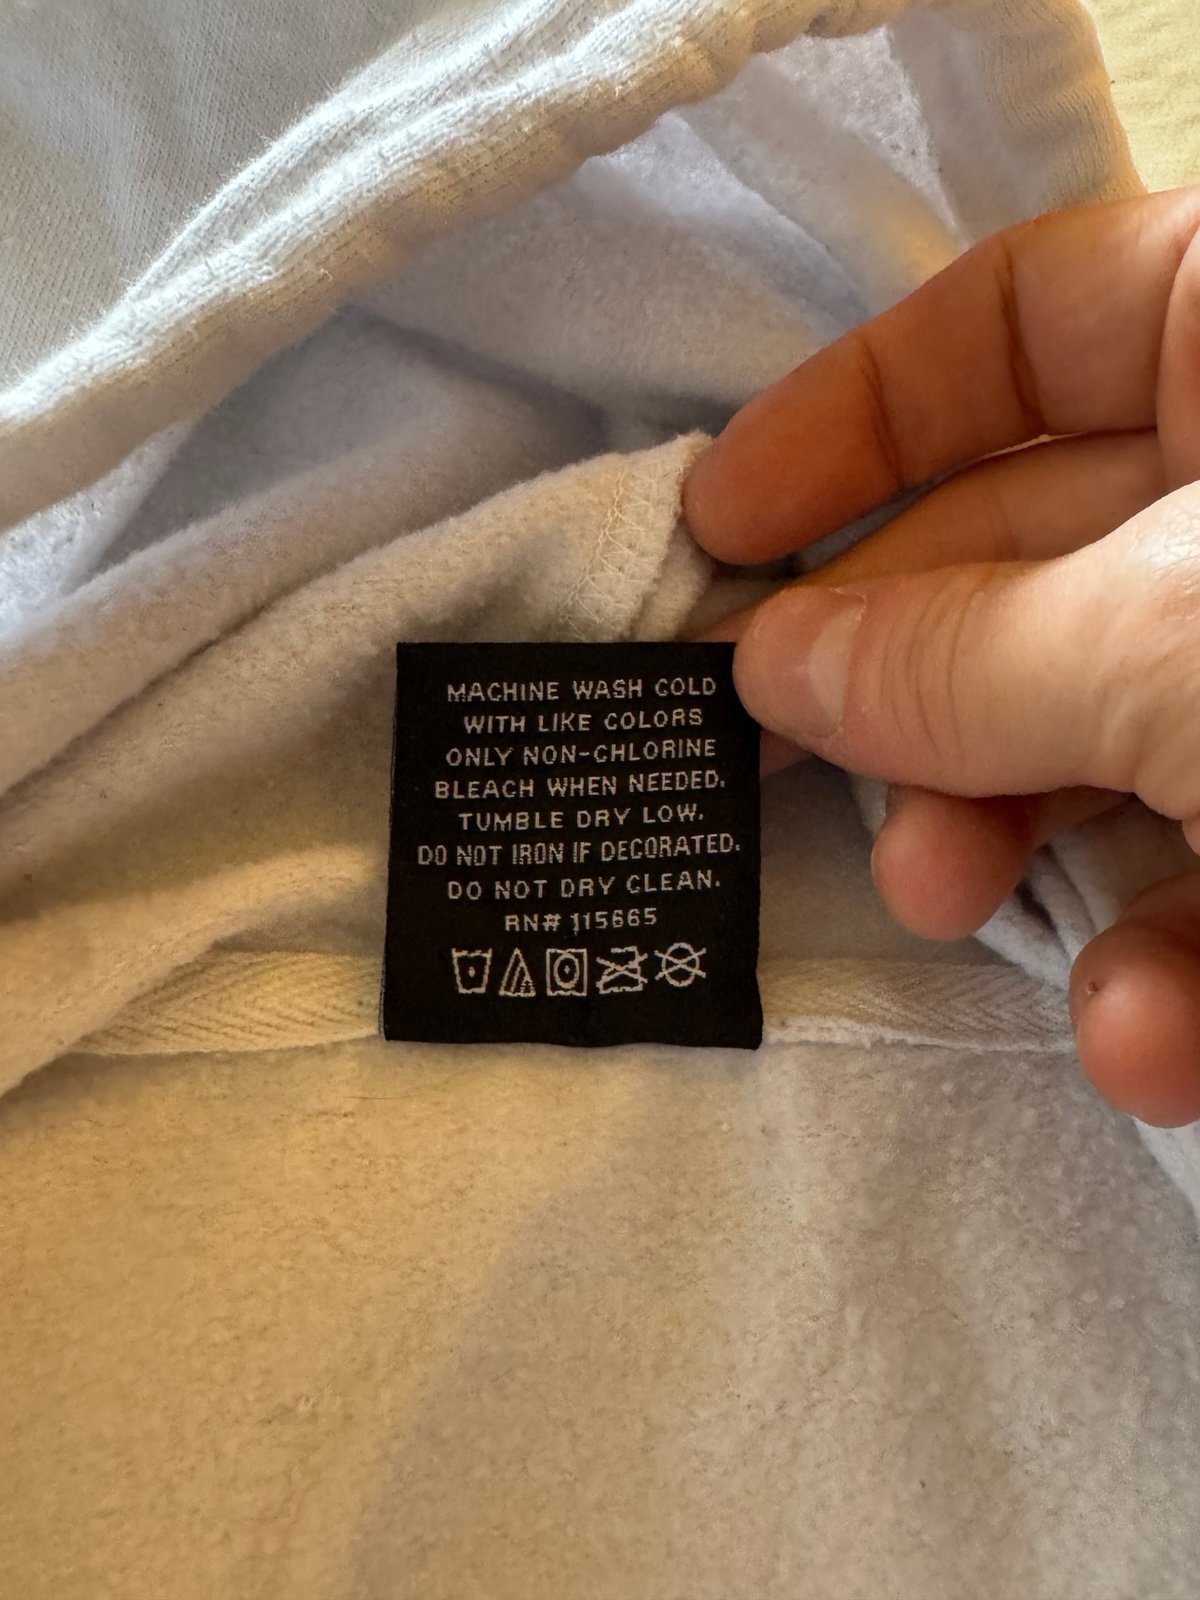 MACHINE WASH COLD
WITH LIKE COLORS
ONLY NON-CHLORINE
BLEACH WHEN NEEDED.
TUMBLE DRY LOW.
DO NOT IRON IF DECORATED.
DO NOT DRY CLEAN.
RN# 115665